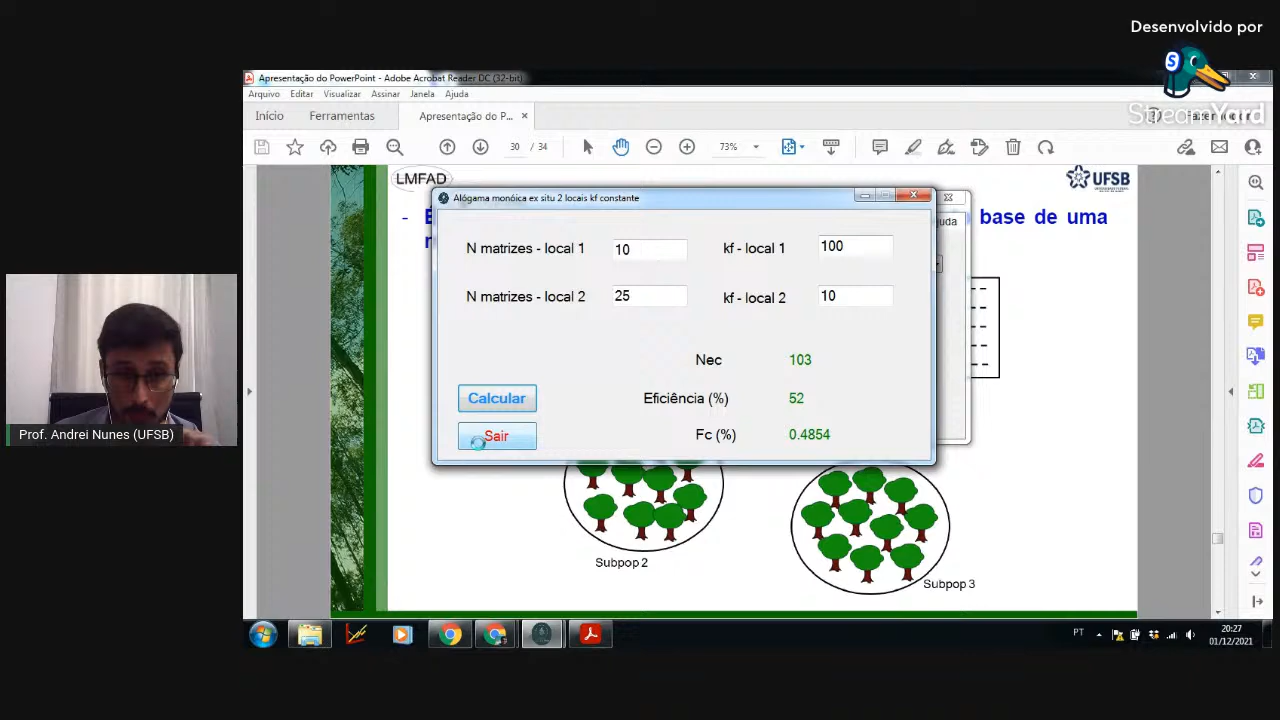 Desenvolvido por
S
StreamYard
Apresentação do PowerPoint - Adobe Acrobat Reader DC (32-bit)
Arquivo Editar Visualizar Assinar Janela Ajuda
Início Ferramentas Apresentação do P... ×
30 / 34 73%
LMFAD UFSB
Alógama monóica ex situ 2 locais kf constante
base de uma
juda
N matrizes - local 1 10 kf - local 1 100
N matrizes - local 2 25 kf - local 2 10
Nec 103
Calcular Eficiência (%) 52
Sair Fc (%) 0.4854
Prof. Andrei Nunes (UFSB)
Subpop 2
Subpop 3
PT 20:27
01/12/2021